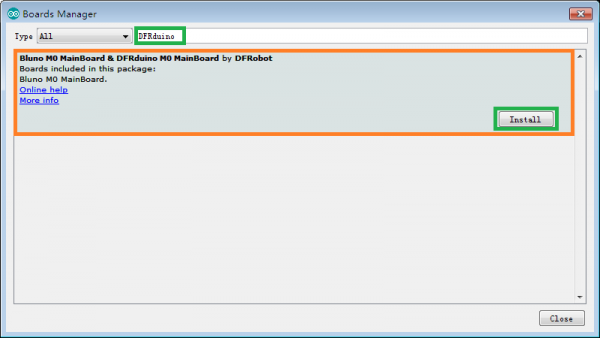 Boards Manager
Type All DFRduino
Bluno M0 MainBoard & DFRduino M0 MainBoard by DFRobot
Boards included in this package:
Bluno M0 MainBoard.
Online help
More info
Install
Close